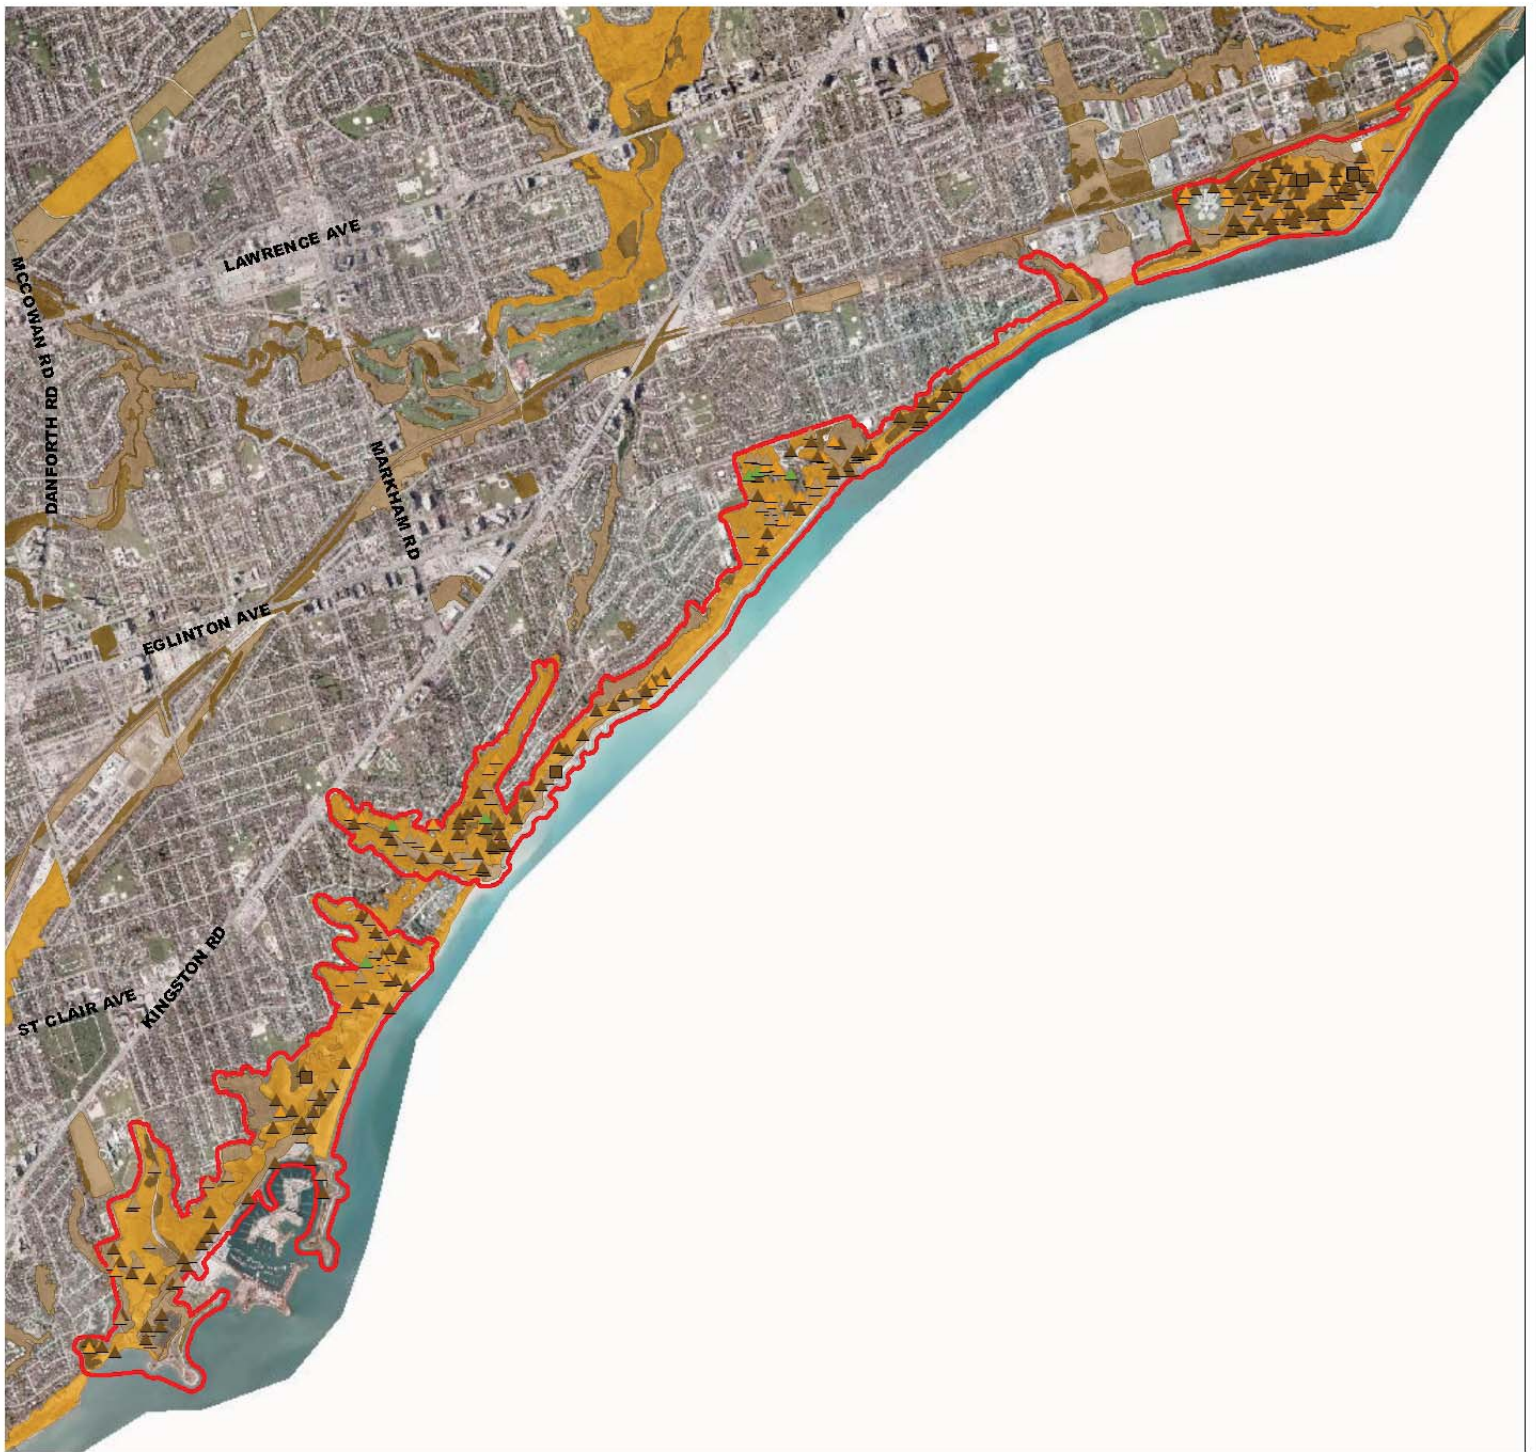 LAWRENCE AVE
MCCOWAN RD
DANFORTH RD
MARKHAM RD
EGLINTON AVE
KINGSTON RD
ST CLAIR AVE